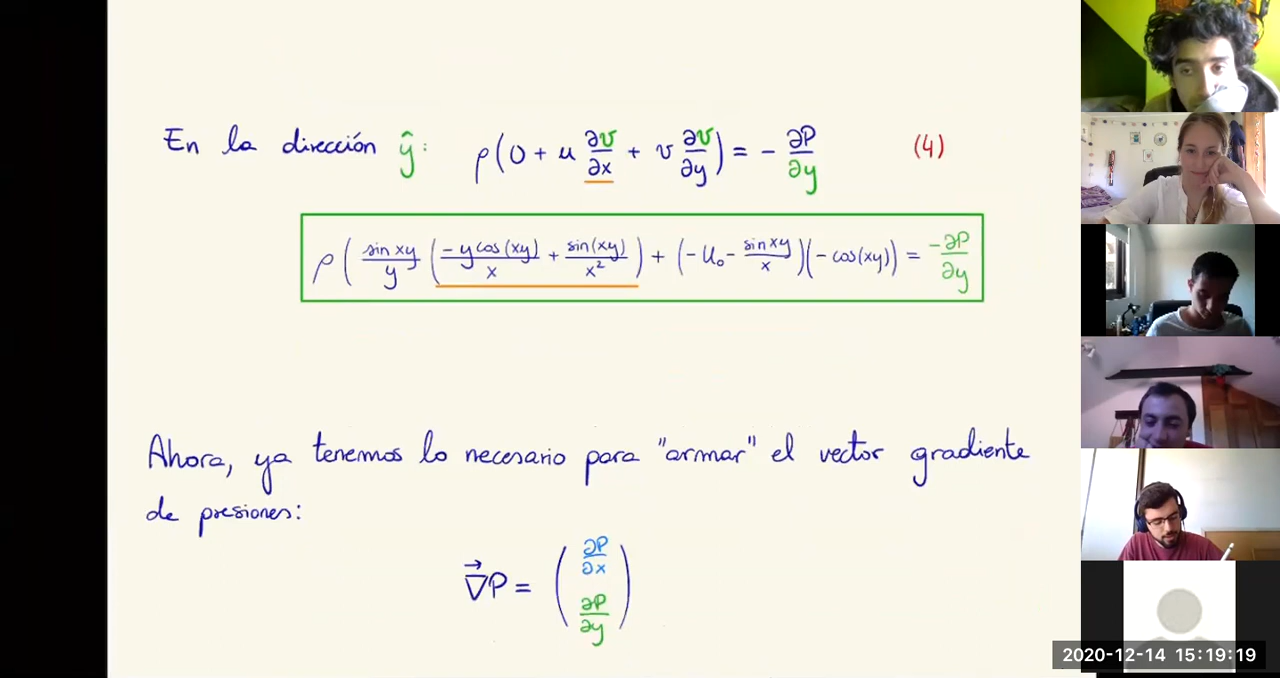 En la dirección ŷ: ρ(0 + u ∂v/∂x + v ∂v/∂y) = - ∂P/∂y (4)
ρ( sin xy/y ( -y cos(xy)/x + sin(xy)/x² ) + (-U₀ - sin xy/x)(-cos(xy)) = -∂P/∂y
Ahora, ya tenemos lo necesario para "armar" el vector gradiente
de presiones:
∇⃗P = ( ∂P/∂x
∂P/∂y )
2020-12-14 15:19:19